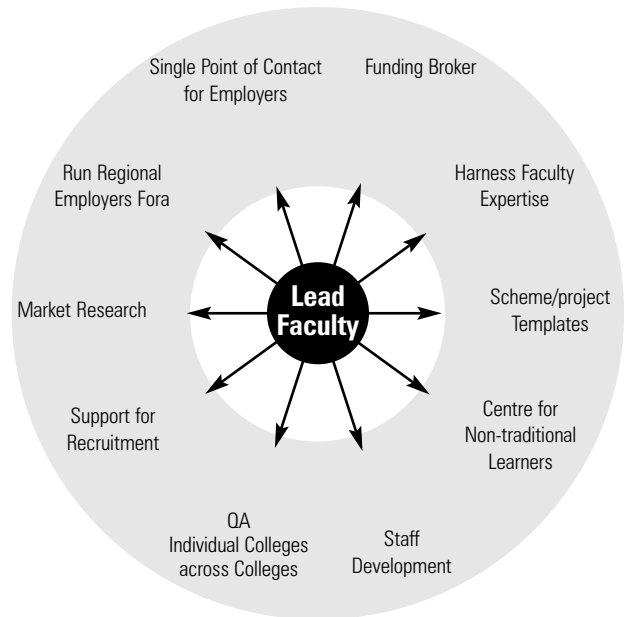 Single Point of Contact
for Employers
Funding Broker
Run Regional
Employers Fora
Harness Faculty
Expertise
Lead
Faculty
Market Research
Scheme/project
Templates
Support for
Recruitment
Centre for
Non-traditional
Learners
QA
Individual Colleges
across Colleges
Staff
Development